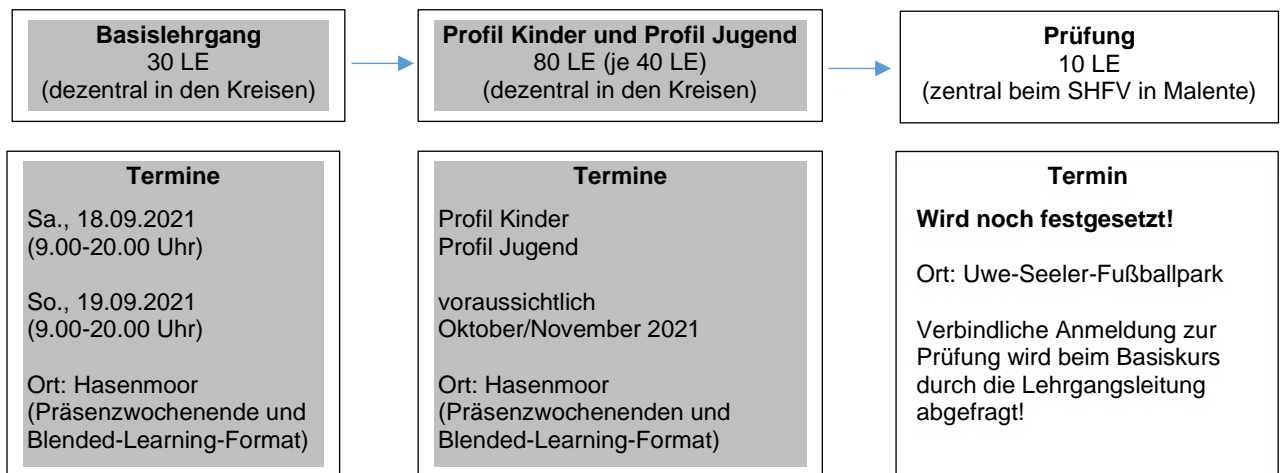 Basislehrgang
30 LE
(dezentral in den Kreisen)
Profil Kinder und Profil Jugend
80 LE (je 40 LE)
(dezentral in den Kreisen)
Prüfung
10 LE
(zentral beim SHFV in Malente)
Termine
Sa., 18.09.2021
(9.00-20.00 Uhr)
So., 19.09.2021
(9.00-20.00 Uhr)
Ort: Hasenmoor
(Präsenzwochenende und
Blended-Learning-Format)
Termine
Profil Kinder
Profil Jugend
voraussichtlich
Oktober/November 2021
Ort: Hasenmoor
(Präsenzwochenenden und
Blended-Learning-Format)
Termin
Wird noch festgesetzt!
Ort: Uwe-Seeler-Fußballpark
Verbindliche Anmeldung zur
Prüfung wird beim Basiskurs
durch die Lehrgangsleitung
abgefragt!